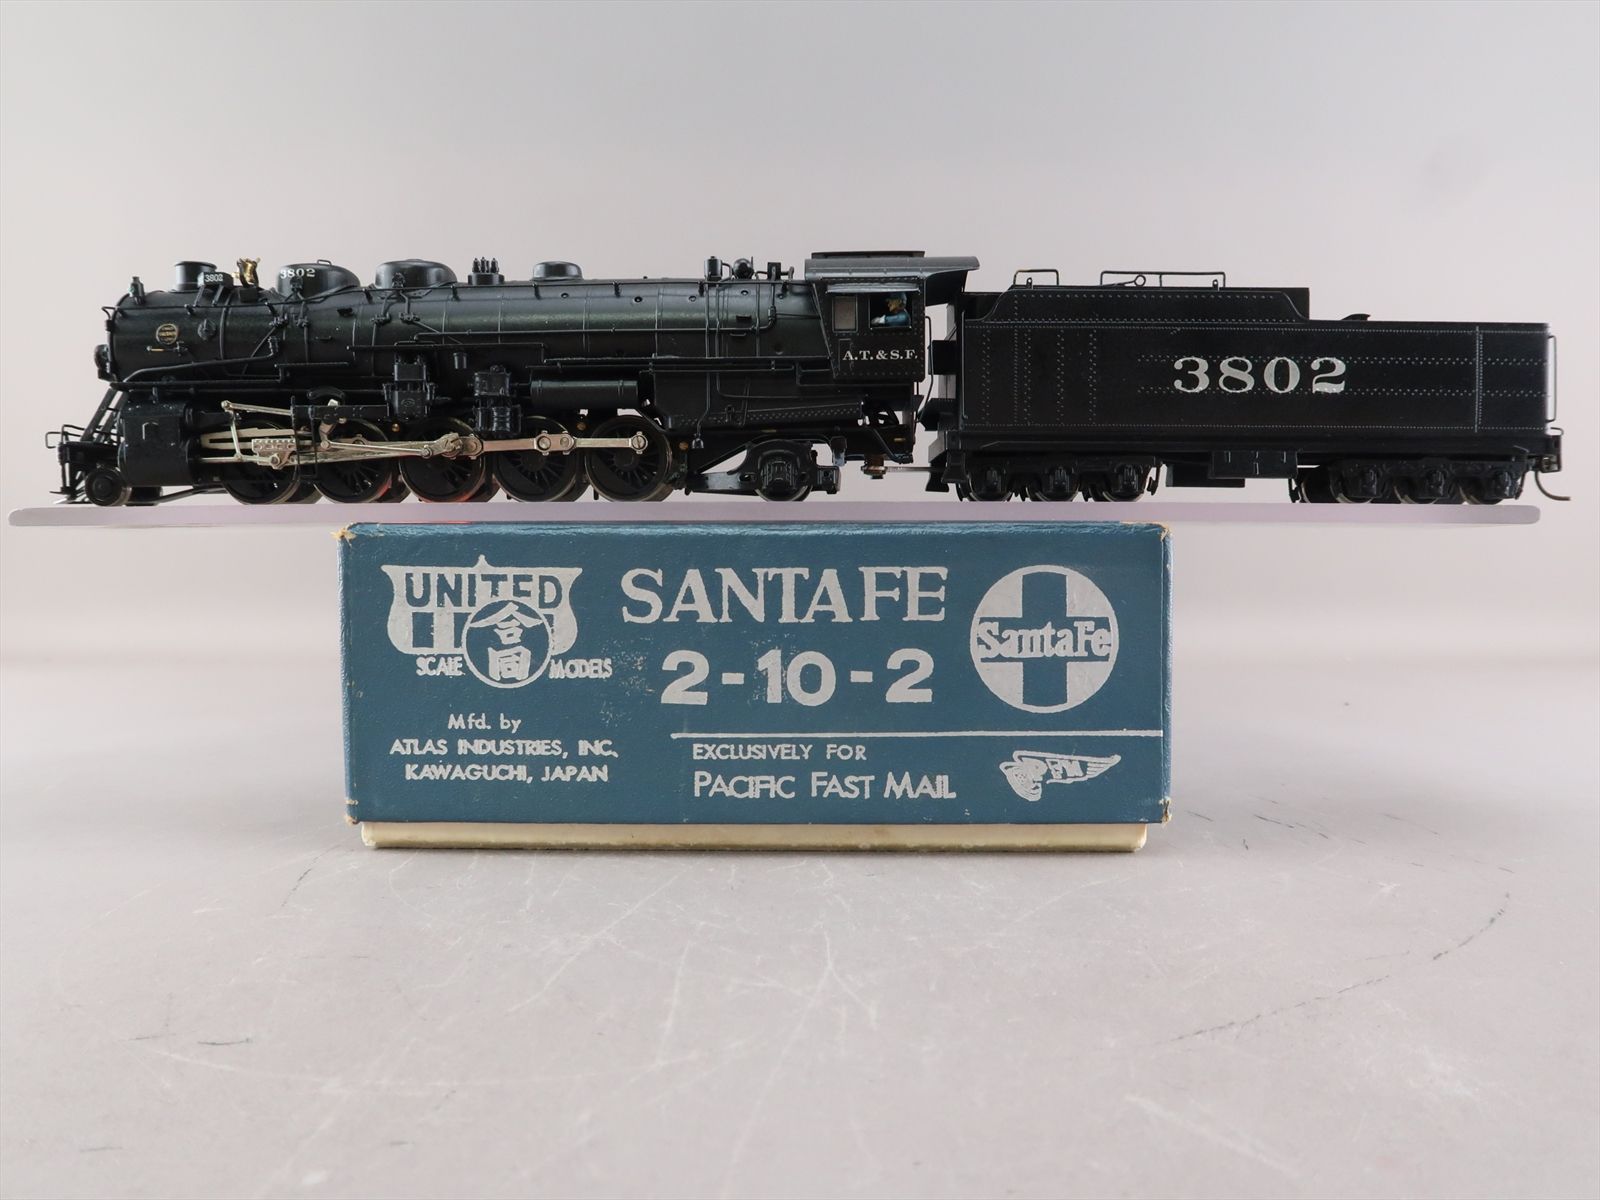 3802
3802
A.T.&S.F.
3802
UNITED
合同
SCALE MODELS
Mfd. by
ATLAS INDUSTRIES, INC.
KAWAGUCHI, JAPAN
SANTA FE
2-10-2
Santa Fe
EXCLUSIVELY FOR
PACIFIC FAST MAIL
PFM